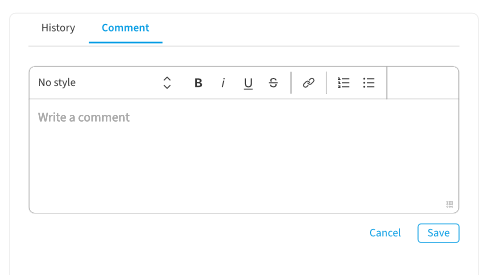 History Comment
No style B i U S
Write a comment
Cancel Save